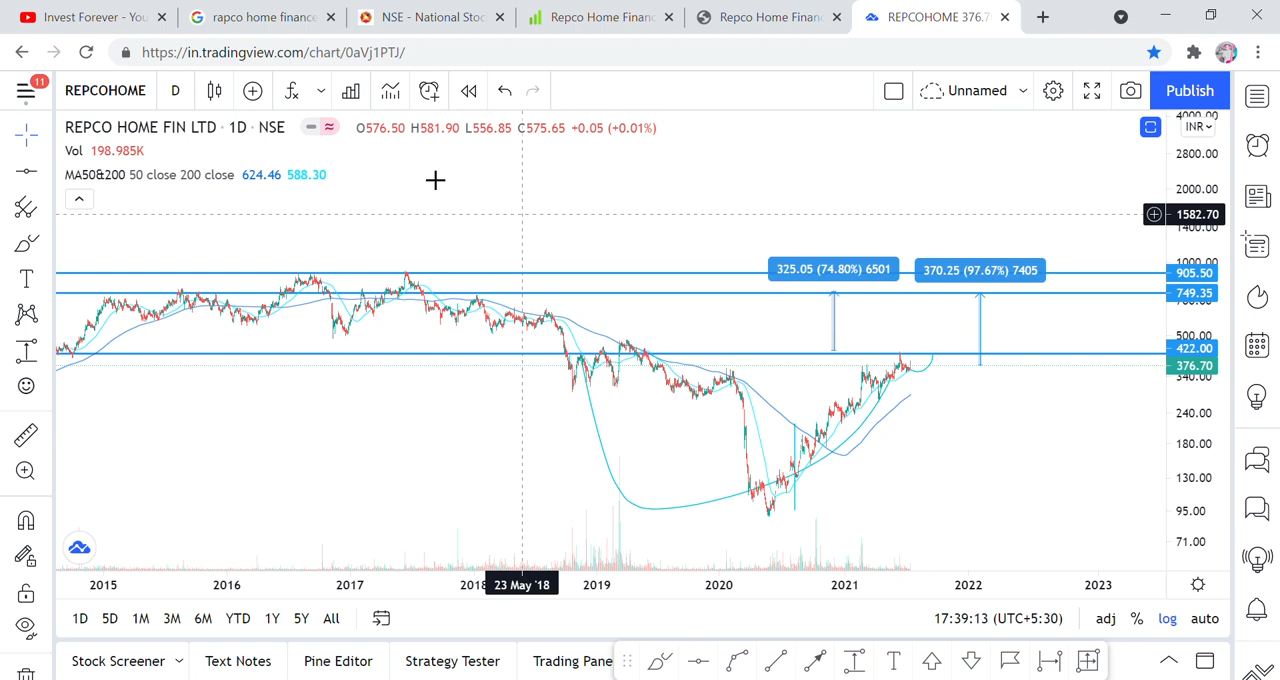 Invest Forever - You
rapco home finance
NSE - National Stoc
Repco Home Financ
Repco Home Financ
REPCOHOME 376.7
https://in.tradingview.com/chart/0aVj1PTJ/
11
REPCOHOME D
Unnamed
Publish
REPCO HOME FIN LTD · 1D · NSE
O576.50 H581.90 L556.85 C575.65 +0.05 (+0.01%)
INR
Vol 198.985K
MA50&200 50 close 200 close 624.46 588.30
4000.00
2800.00
2000.00
1582.70
1400.00
1000.00
325.05 (74.80%) 6501
370.25 (97.67%) 7405
905.50
749.35
700.00
500.00
422.00
376.70
340.00
240.00
180.00
130.00
95.00
71.00
2015 2016 2017 2018 23 May '18 2019 2020 2021 2022 2023
1D 5D 1M 3M 6M YTD 1Y 5Y All
17:39:13 (UTC+5:30) adj % log auto
Stock Screener Text Notes Pine Editor Strategy Tester Trading Pane